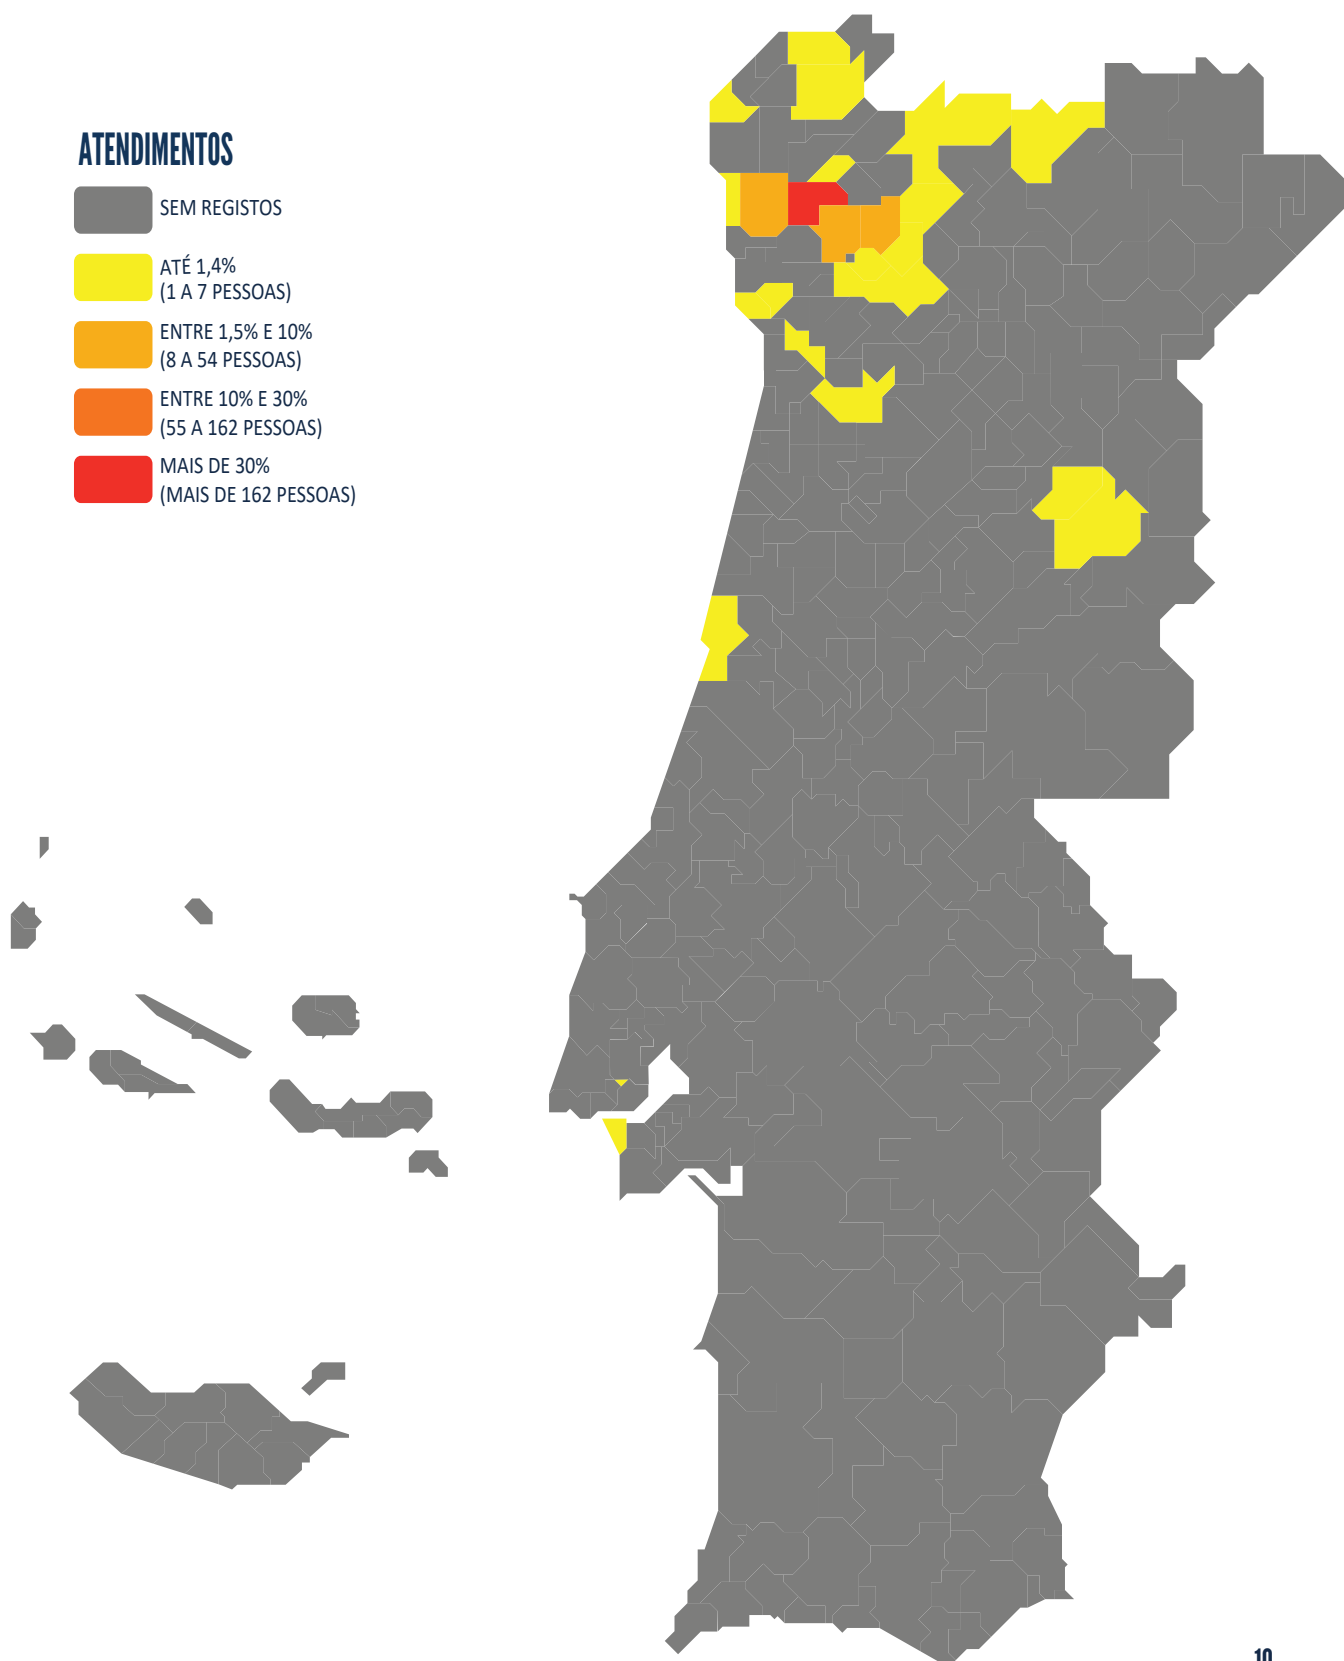 ATENDIMENTOS
SEM REGISTOS
ATÉ 1,4%
(1 A 7 PESSOAS)
ENTRE 1,5% E 10%
(8 A 54 PESSOAS)
ENTRE 10% E 30%
(55 A 162 PESSOAS)
MAIS DE 30%
(MAIS DE 162 PESSOAS)
10